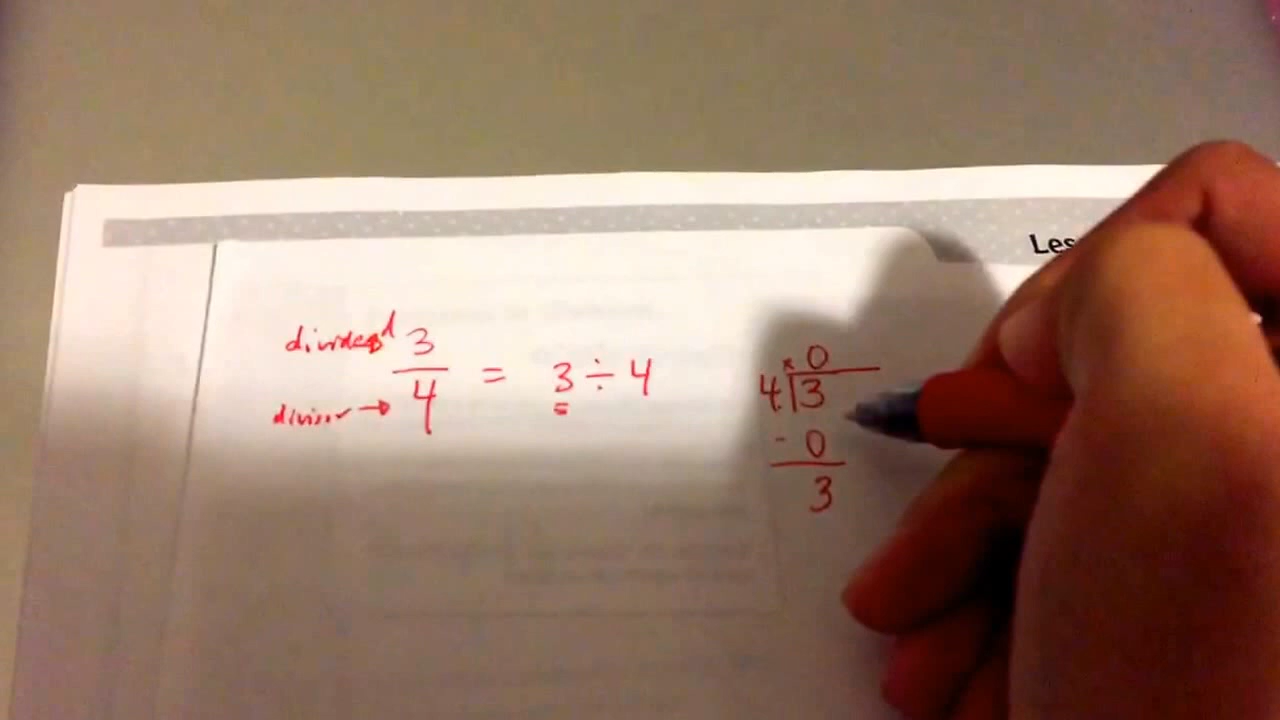 Les
dividend 3
divisor → 4
= 3 ÷ 4
× 0
4 3
- 0
3